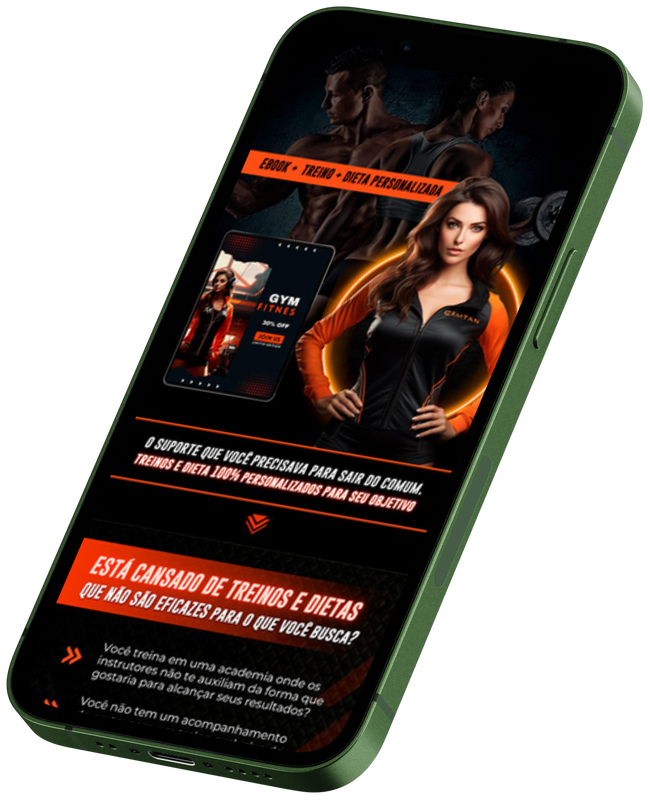 EBOOK + TREINO + DIETA PERSONALIZADA
GYM
FITNES
30% OFF
JOIN US
GYMTAN
O SUPORTE QUE VOCÊ PRECISAVA PARA SAIR DO COMUM.
TREINOS E DIETA 100% PERSONALIZADOS PARA SEU OBJETIVO
ESTÁ CANSADO DE TREINOS E DIETAS
QUE NÃO SÃO EFICAZES PARA O QUE VOCÊ BUSCA?
Você treina em uma academia onde os
instrutores não te auxiliam da forma que
gostaria para alcançar seus resultados?
Você não tem um acompanhamento